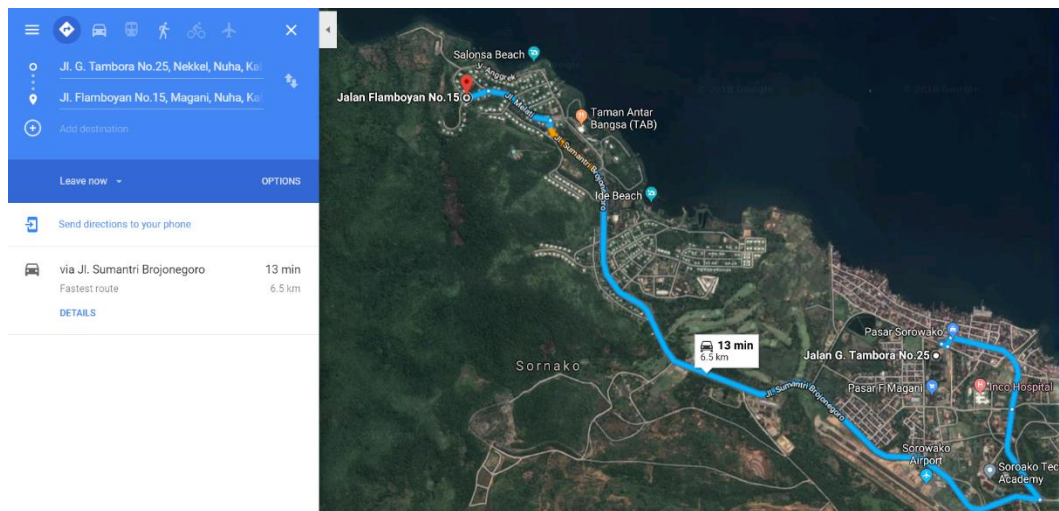 Jl. G. Tambora No.25, Nekkel, Nuha, Ka
Jl. Flamboyan No.15, Magani, Nuha, Ka
Add destination
Leave now
OPTIONS
Send directions to your phone
via Jl. Sumantri Brojonegoro
13 min
Fastest route
6.5 km
DETAILS
Salonsa Beach
V. Anggrek
Jalan Flamboyan No.15
Jl. Melati
Taman Antar
Bangsa (TAB)
Jl. Sumantri Brojonegoro
Ide Beach
13 min
6.5 km
Sornako
Pasar Sorowako
Jalan G. Tambora No.25
Pasar F Magani
Inco Hospital
Jl. Sumantri Brojonegoro
Sorowako
Airport
Soroako Tec
Academy